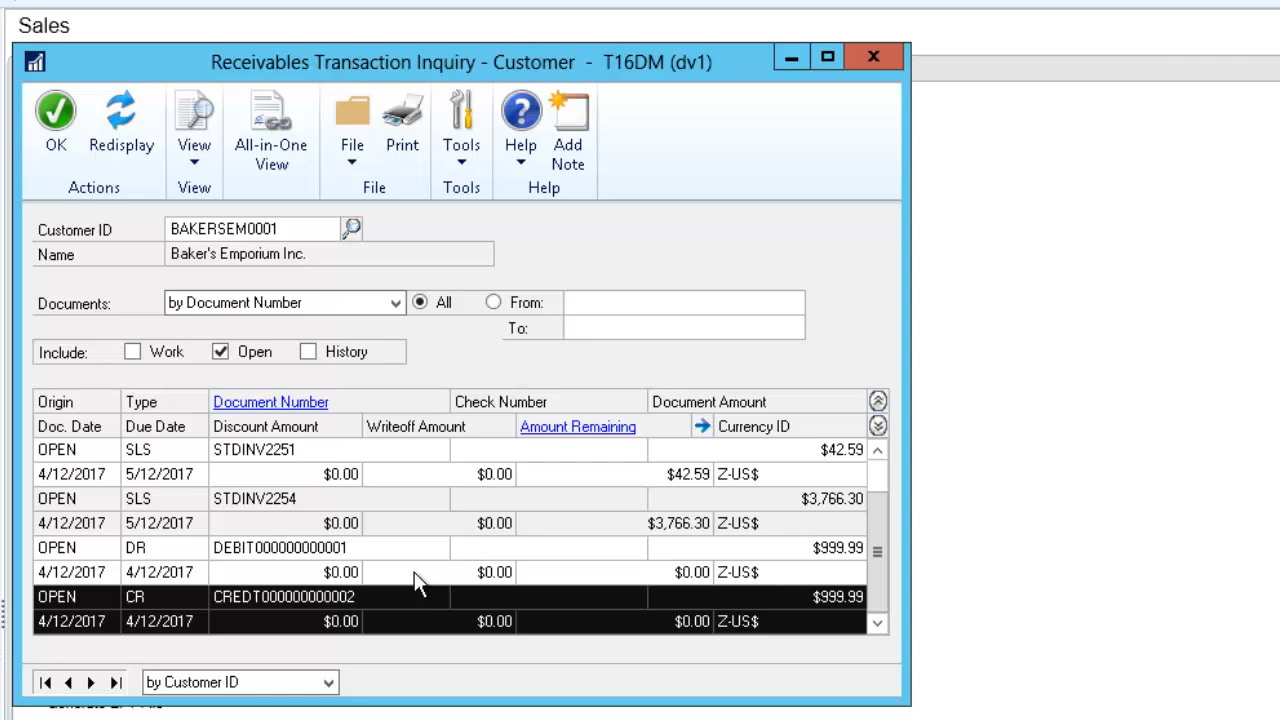 Sales
Receivables Transaction Inquiry - Customer - T16DM (dv1)
OK Redisplay View All-in-One View File Print Tools Help Add Note
Actions View File Tools Help
Customer ID BAKERSEM0001
Name Baker's Emporium Inc.
Documents: by Document Number All From:
To:
Include: Work Open History
Origin Type Document Number Check Number Document Amount
Doc. Date Due Date Discount Amount Writeoff Amount Amount Remaining Currency ID
OPEN SLS STDINV2251 $42.59
4/12/2017 5/12/2017 $0.00 $0.00 $42.59 Z-US$
OPEN SLS STDINV2254 $3,766.30
4/12/2017 5/12/2017 $0.00 $0.00 $3,766.30 Z-US$
OPEN DR DEBIT000000000001 $999.99
4/12/2017 4/12/2017 $0.00 $0.00 $0.00 Z-US$
OPEN CR CREDT000000000002 $999.99
4/12/2017 4/12/2017 $0.00 $0.00 $0.00 Z-US$
by Customer ID